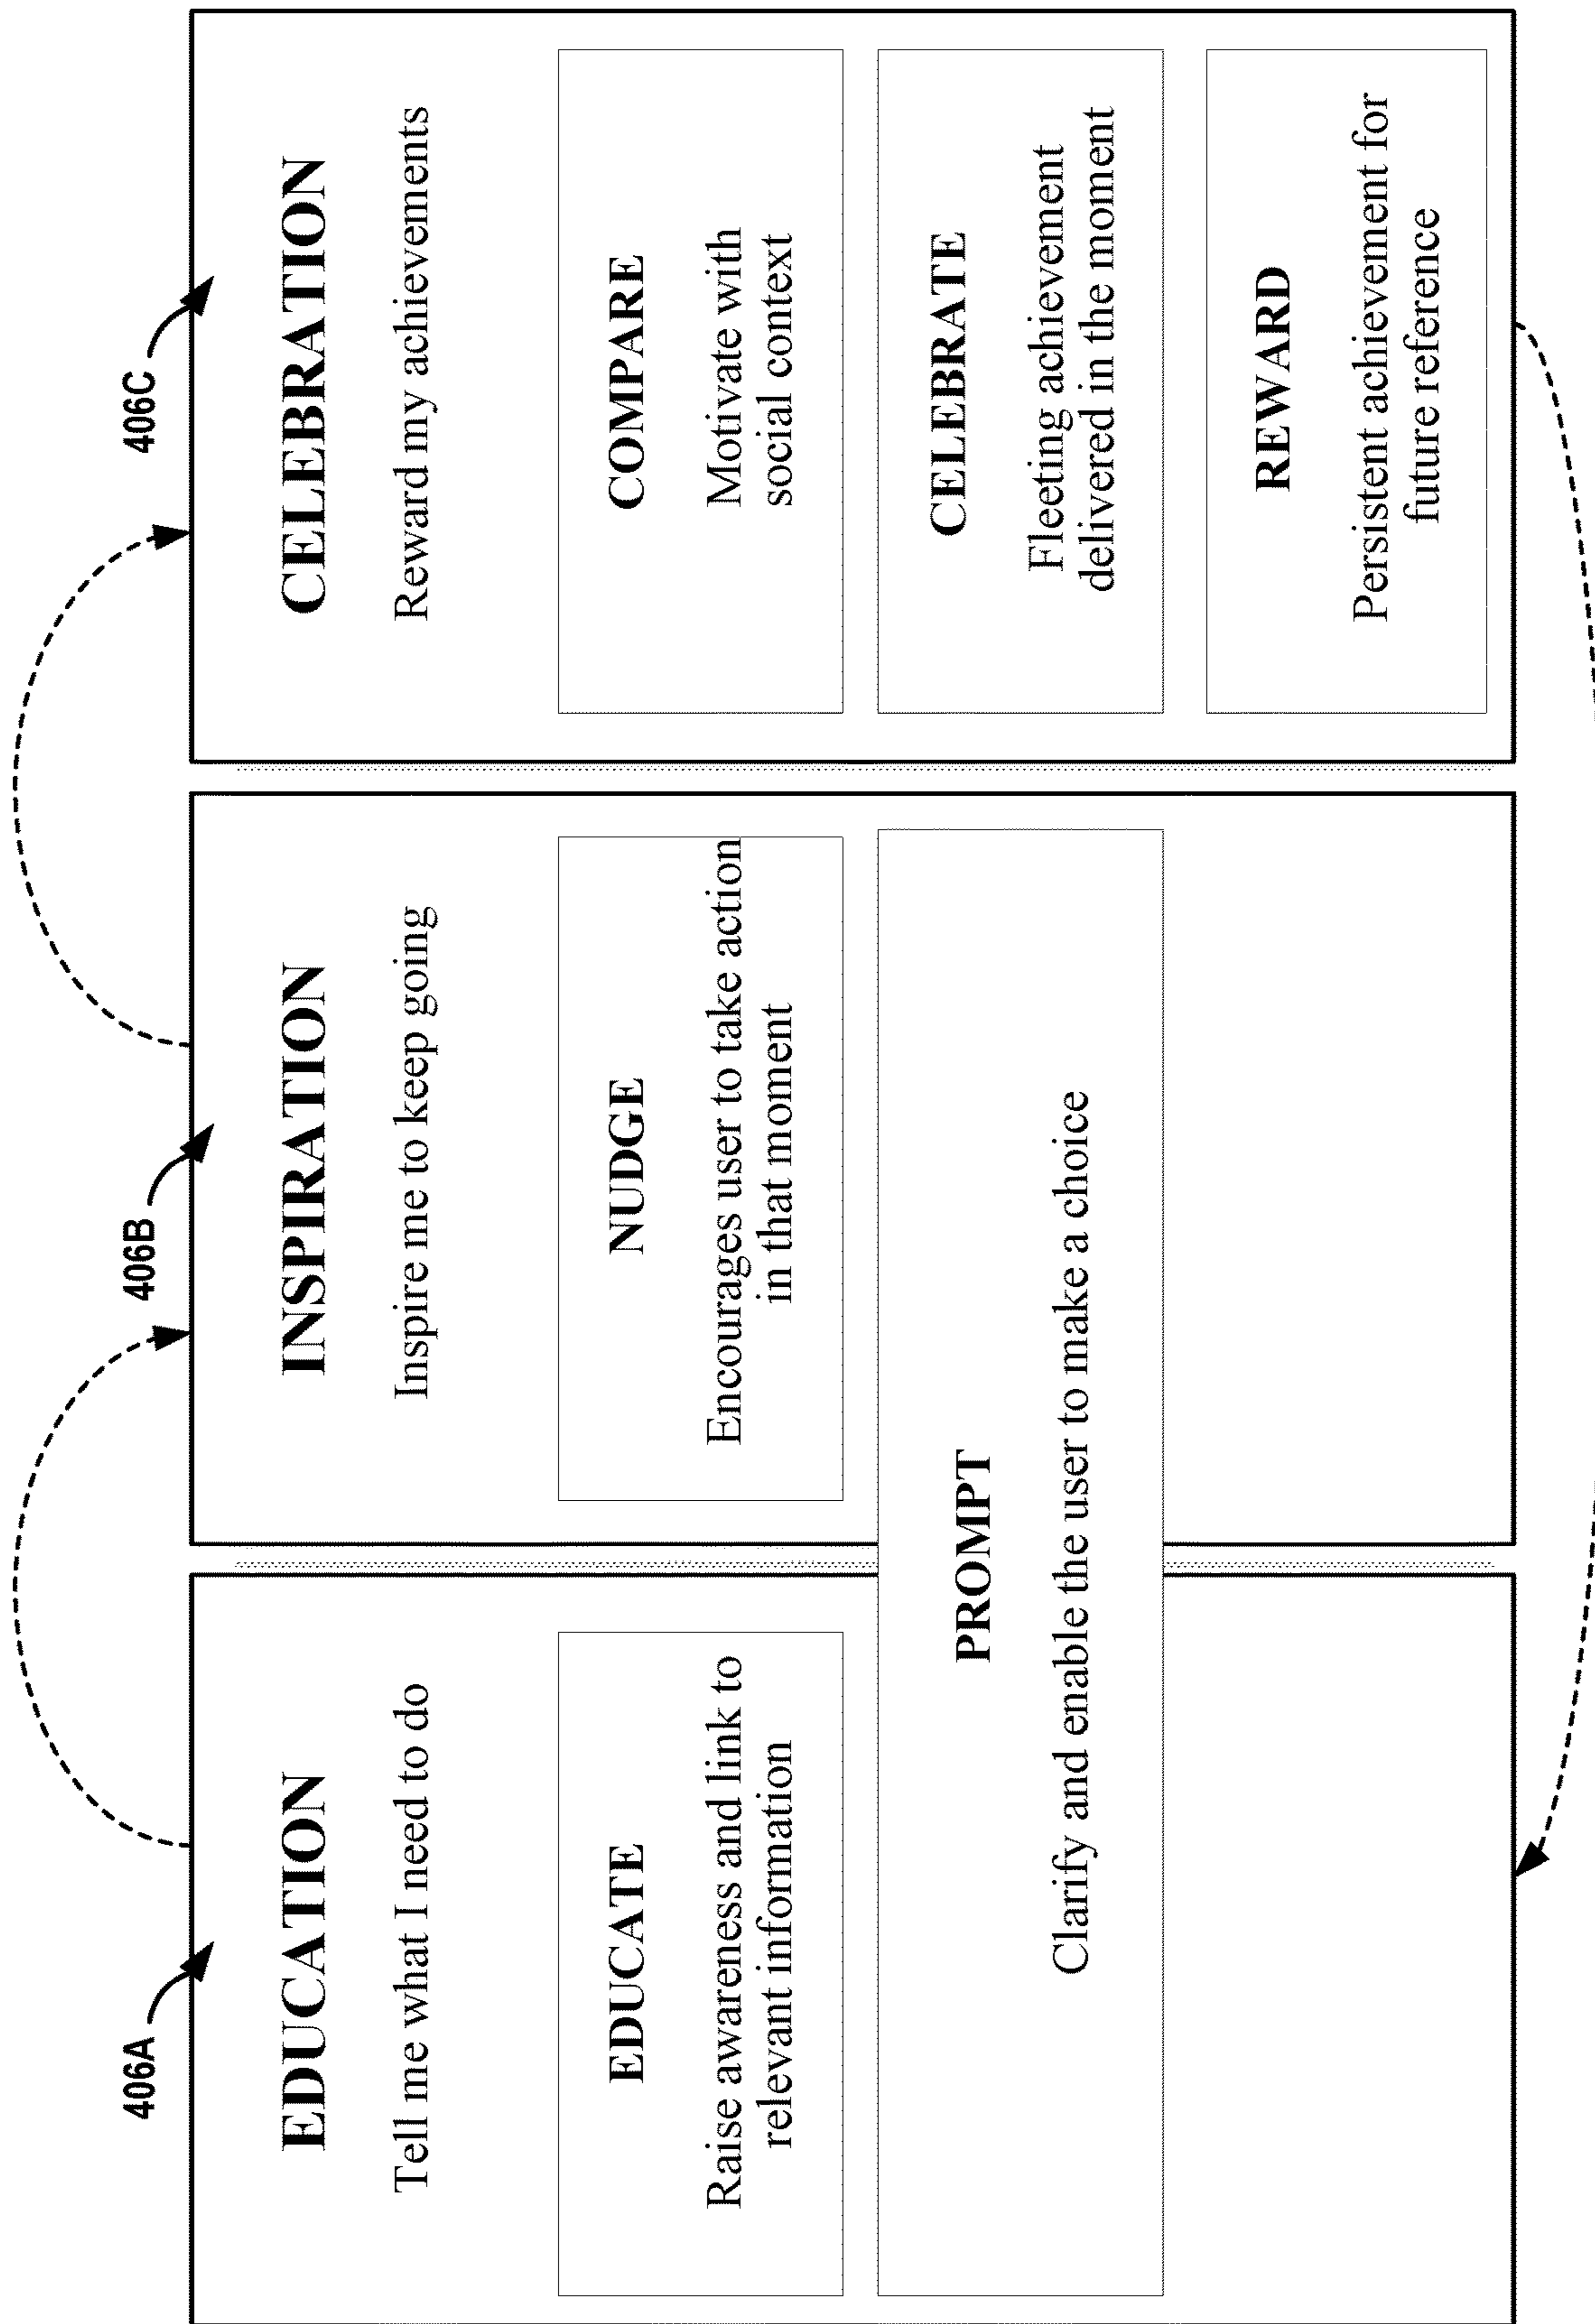 406A
EDUCATION
Tell me what I need to do
EDUCATE
Raise awareness and link to
relevant information
406B
INSPIRATION
Inspire me to keep going
NUDGE
Encourages user to take action
in that moment
PROMPT
Clarify and enable the user to make a choice
406C
CELEBRATION
Reward my achievements
COMPARE
Motivate with
social context
CELEBRATE
Fleeting achievement
delivered in the moment
REWARD
Persistent achievement for
future reference